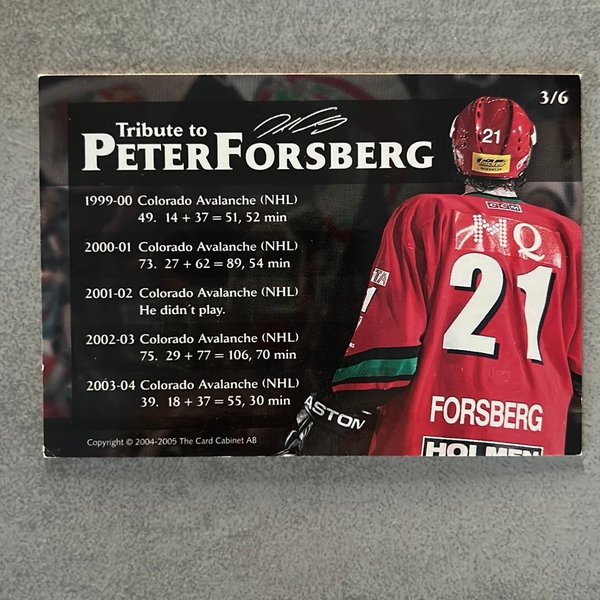 3/6
Tribute to
PETER FORSBERG
1999-00 Colorado Avalanche (NHL)
49. 14 + 37 = 51, 52 min
2000-01 Colorado Avalanche (NHL)
73. 27 + 62 = 89, 54 min
2001-02 Colorado Avalanche (NHL)
He didn´t play.
2002-03 Colorado Avalanche (NHL)
75. 29 + 77 = 106, 70 min
2003-04 Colorado Avalanche (NHL)
39. 18 + 37 = 55, 30 min
Copyright © 2004-2005 The Card Cabinet AB
21
CCM
MQ
21
FORSBERG
HOLMEN
EASTON